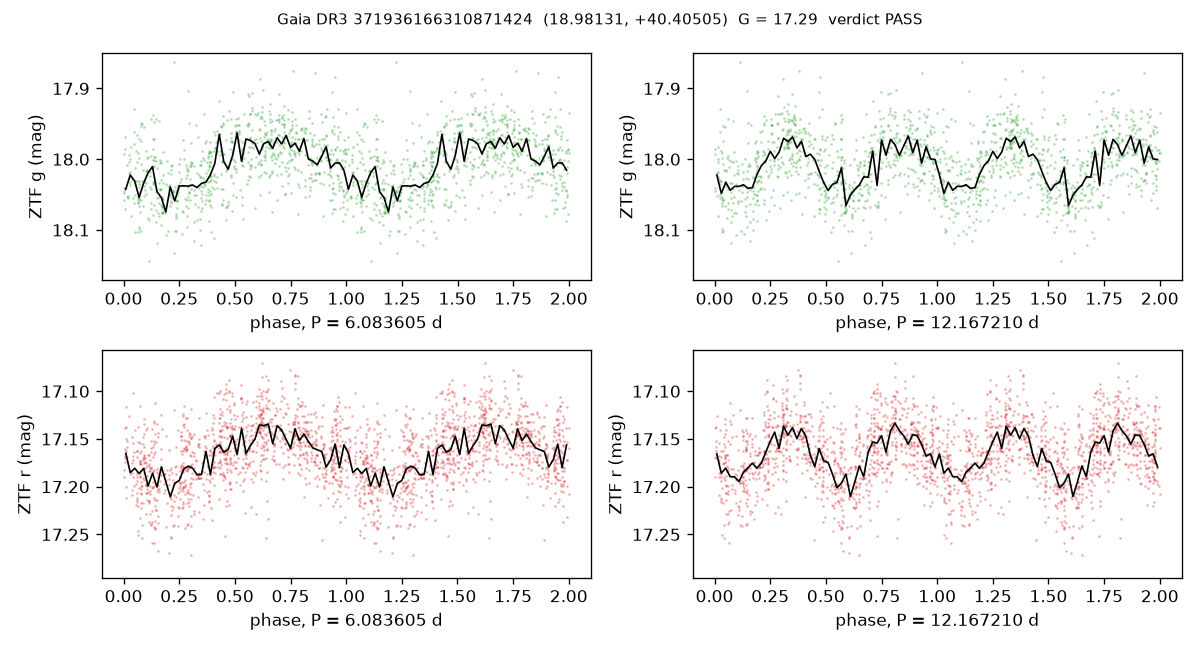 Gaia DR3 371936166310871424  (18.98131, +40.40505)  G = 17.29  verdict PASS
ZTF g (mag)
17.9
18.0
18.1
0.00 0.25 0.50 0.75 1.00 1.25 1.50 1.75 2.00
phase, P = 6.083605 d
ZTF g (mag)
17.9
18.0
18.1
0.00 0.25 0.50 0.75 1.00 1.25 1.50 1.75 2.00
phase, P = 12.167210 d
ZTF r (mag)
17.10
17.15
17.20
17.25
0.00 0.25 0.50 0.75 1.00 1.25 1.50 1.75 2.00
phase, P = 6.083605 d
ZTF r (mag)
17.10
17.15
17.20
17.25
0.00 0.25 0.50 0.75 1.00 1.25 1.50 1.75 2.00
phase, P = 12.167210 d